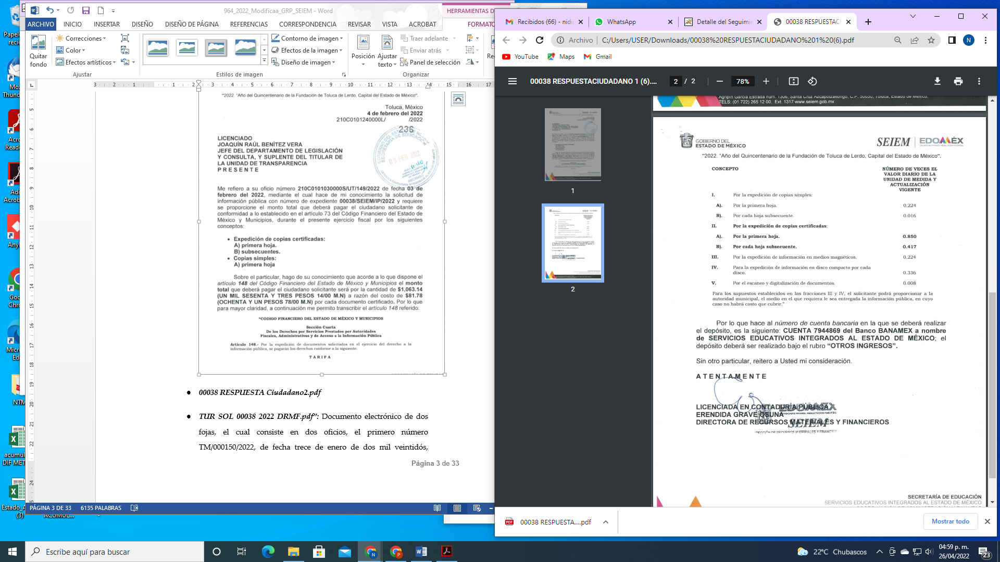 964_2022_Modificaa_GRP_SEIEM - Word
HERRAMIENTAS D
ARCHIVO INICIO INSERTAR DISEÑO DISEÑO DE PÁGINA REFERENCIAS CORRESPONDENCIA REVISAR VISTA ACROBAT FORMATO
Quitar fondo
Correcciones
Color
Efectos artísticos
Ajustar
Estilos de imagen
Contorno de imagen
Efectos de la imagen
Diseño de imagen
Posición
Ajustar texto
Traer adelante
Enviar atrás
Panel de selección
Organizar
"2022. "Año del Quincentenario de la Fundación de Toluca de Lerdo, Capital del Estado de México".
Toluca, México
4 de febrero del 2022
210C0101240000L/ /2022
236
LICENCIADO
JOAQUÍN RAÚL BENÍTEZ VERA
JEFE DEL DEPARTAMENTO DE LEGISLACIÓN
Y CONSULTA, Y SUPLENTE DEL TITULAR DE
LA UNIDAD DE TRANSPARENCIA
P R E S E N T E
Me refiero a su oficio número 210C0101030000S/UT/149/2022 de fecha 03 de
febrero del 2022, mediante el cual hace de mi conocimiento la solicitud de
información pública con número de expediente 00038/SEIEM/IP/2022 y requiere
se proporcione el monto total que deberá pagar el ciudadano solicitante de
conformidad a lo establecido en el artículo 73 del Código Financiero del Estado de
México y Municipios, durante el presente ejercicio fiscal por los siguientes
conceptos:
• Expedición de copias certificadas:
A) primera hoja.
B) subsecuentes.
• Copias simples:
A) primera hoja
Sobre el particular, hago de su conocimiento que acorde a lo que dispone el
artículo 148 del Código Financiero del Estado de México y Municipios el monto
total que deberá pagar el ciudadano solicitante será por la cantidad de $1,063.14
(UN MIL SESENTA Y TRES PESOS 14/00 M.N) a razón del costo de $81.78
(OCHENTA Y UN PESOS 78/00 M.N) por cada documento certificado. Por lo que
para mayor claridad, a continuación me permito transcribir el artículo 148 referido:
"CODIGO FINANCIERO DEL ESTADO DE MÉXICO Y MUNICIPIOS
Sección Cuarta
De los Derechos por Servicios Prestados por Autoridades
Fiscales, Administrativas y de Acceso a la Información Pública
Artículo 148.- Por la expedición de documentos solicitados en el ejercicio del derecho a la
información pública, se pagarán los derechos conforme a la siguiente:
T A R I F A
• 00038 RESPUESTA Ciudadano2.pdf
• TUR SOL 00038 2022 DRMF.pdf": Documento electrónico de dos
fojas, el cual consiste en dos oficios, el primero número
TM/000150/2022, de fecha trece de enero de dos mil veintidós,
Página 3 de 33
PÁGINA 3 DE 33 6135 PALABRAS
Recibidos (66) - nidi
WhatsApp
Detalle del Seguimie
00038 RESPUESTACI
Archivo | C:/Users/USER/Downloads/00038%20RESPUESTACIUDADANO%201%20(6).pdf
N
YouTube Maps Gmail
00038 RESPUESTACIUDADANO 1 (6)....
2 / 2
78%
1
2
Agripin García Estrada núm. 1306, Santa Cruz Azcapotzaltongo, C.P. 50030, Toluca, Estado de México.
TELS: (01 722) 265 12 00, Ext. 1317 www.seiem.gob.mx
GOBIERNO DEL
ESTADO DE MÉXICO
SEIEM | EDOMÉX
"2022. "Año del Quincentenario de la Fundación de Toluca de Lerdo, Capital del Estado de México".
CONCEPTO
NÚMERO DE VECES EL
VALOR DIARIO DE LA
UNIDAD DE MEDIDA Y
ACTUALIZACIÓN
VIGENTE
I. Por la expedición de copias simples:
A). Por la primera hoja. 0.224
B). Por cada hoja subsecuente. 0.016
II. Por la expedición de copias certificadas:
A). Por la primera hoja. 0.850
B). Por cada hoja subsecuente. 0.417
III. Por la expedición de información en medios magnéticos. 0.224
IV. Para la expedición de información en disco compacto por cada
disco. 0.336
V. Por el escaneo y digitalización de documentos. 0.008
Para los supuestos establecidos en las fracciones III y IV, el solicitante podrá proporcionar a la
autoridad municipal, el medio en el que requiera le sea entregada la información pública, en cuyo
caso no habrá costo que cubrir."
Por lo que hace al número de cuenta bancaria en la que se deberá realizar
el depósito, es la siguiente: CUENTA 7944869 del Banco BANAMEX a nombre
de SERVICIOS EDUCATIVOS INTEGRADOS AL ESTADO DE MÉXICO; el
depósito deberá ser realizado bajo el rubro "OTROS INGRESOS".
Sin otro particular, reitero a Usted mi consideración.
A T E N T A M E N T E
LICENCIADA EN CONTADURÍA PÚBLICA
ERENDIDA GRAVE OSUNA
DIRECTORA DE RECURSOS MATERIALES Y FINANCIEROS
EDOMEX
SEIEM
SECRETARÍA DE EDUCACIÓN
SERVICIOS EDUCATIVOS INTEGRADOS AL ESTADO DE MÉXICO
00038 RESPUESTA....pdf
Mostrar todo
Escribe aquí para buscar
22°C Chubascos
04:59 p. m.
26/04/2022
23